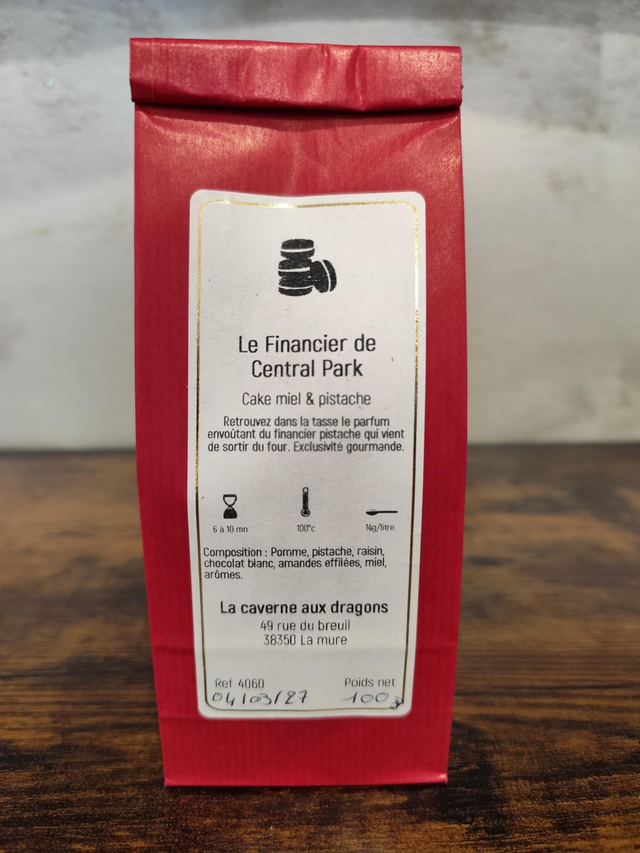 Le Financier de
Central Park
Cake miel & pistache
Retrouvez dans la tasse le parfum
envoûtant du financier pistache qui vient
de sortir du four. Exclusivité gourmande.
6 à 10 mn 100°c 14g/litre
Composition : Pomme, pistache, raisin,
chocolat blanc, amandes effilées, miel,
arômes.
La caverne aux dragons
49 rue du breuil
38350 La mure
Ref 4060 Poids net
04/03/27 100g